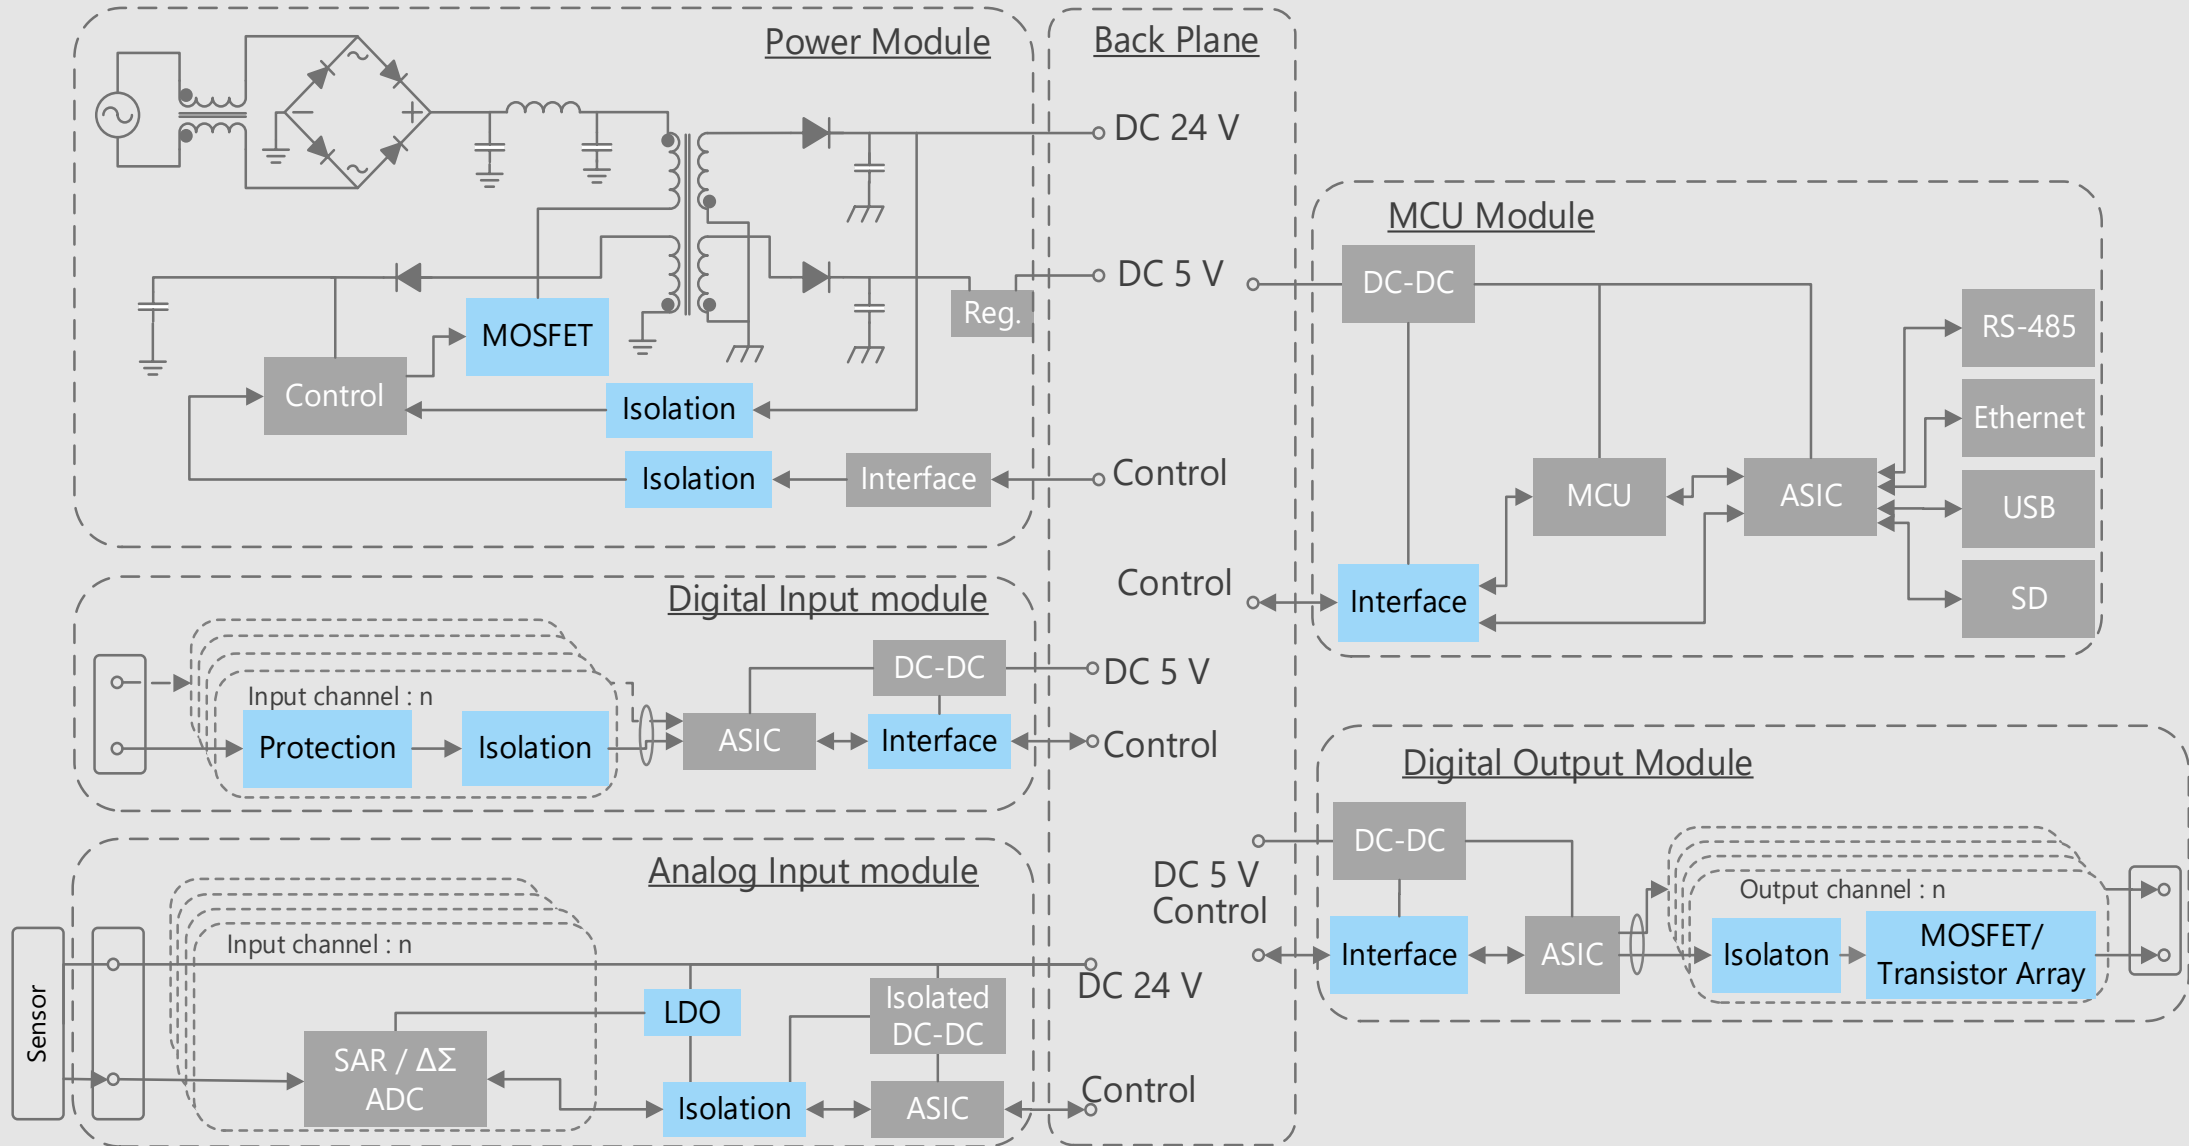 Power Module
MOSFET
Reg.
Control
Isolation
Isolation
Interface
Back Plane
DC 24 V
DC 5 V
Control
Control
DC 5 V
Control
DC 5 V
Control
DC 24 V
Control
MCU Module
DC-DC
RS-485
Ethernet
MCU
ASIC
USB
Interface
SD
Digital Input module
Input channel : n
Protection
Isolation
ASIC
DC-DC
Interface
Digital Output Module
DC-DC
Output channel : n
Interface
ASIC
Isolaton
MOSFET/
Transistor Array
Analog Input module
Input channel : n
Sensor
LDO
Isolated
DC-DC
SAR / ΔΣ
ADC
Isolation
ASIC